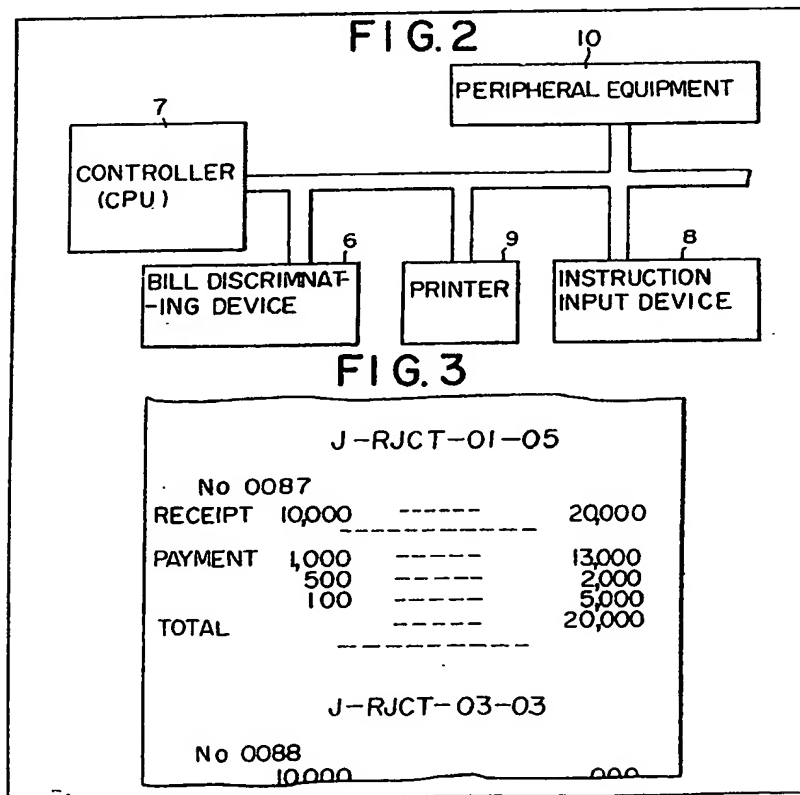 FIG.2
10
PERIPHERAL EQUIPMENT
7
CONTROLLER
(CPU)
6
BILL DISCRIMNAT-
-ING DEVICE
9
PRINTER
8
INSTRUCTION
INPUT DEVICE
FIG.3
J-RJCT-01-05
No 0087
RECEIPT 10,000 ------ 20,000
PAYMENT 1,000 ----- 13,000
500 ----- 2,000
100 ----- 5,000
TOTAL ----- 20,000
J-RJCT-03-03
No 0088
10,000 000